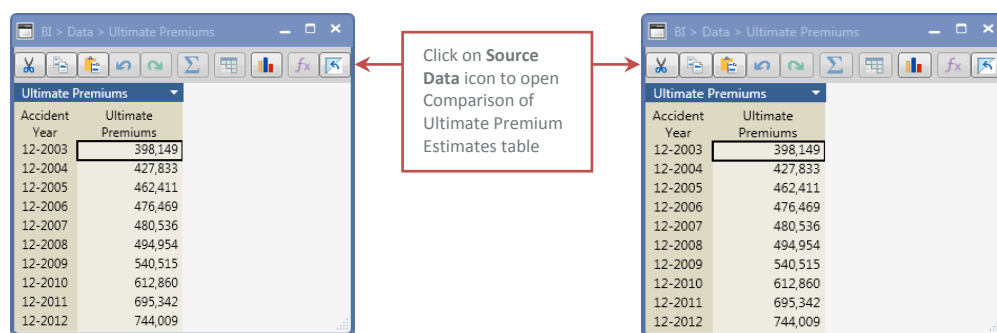 BI > Data > Ultimate Premiums
fx
Ultimate Premiums
Accident Ultimate
Year Premiums
12-2003 398,149
12-2004 427,833
12-2005 462,411
12-2006 476,469
12-2007 480,536
12-2008 494,954
12-2009 540,515
12-2010 612,860
12-2011 695,342
12-2012 744,009
Click on Source
Data icon to open
Comparison of
Ultimate Premium
Estimates table
BI > Data > Ultimate Premiums
fx
Ultimate Premiums
Accident Ultimate
Year Premiums
12-2003 398,149
12-2004 427,833
12-2005 462,411
12-2006 476,469
12-2007 480,536
12-2008 494,954
12-2009 540,515
12-2010 612,860
12-2011 695,342
12-2012 744,009